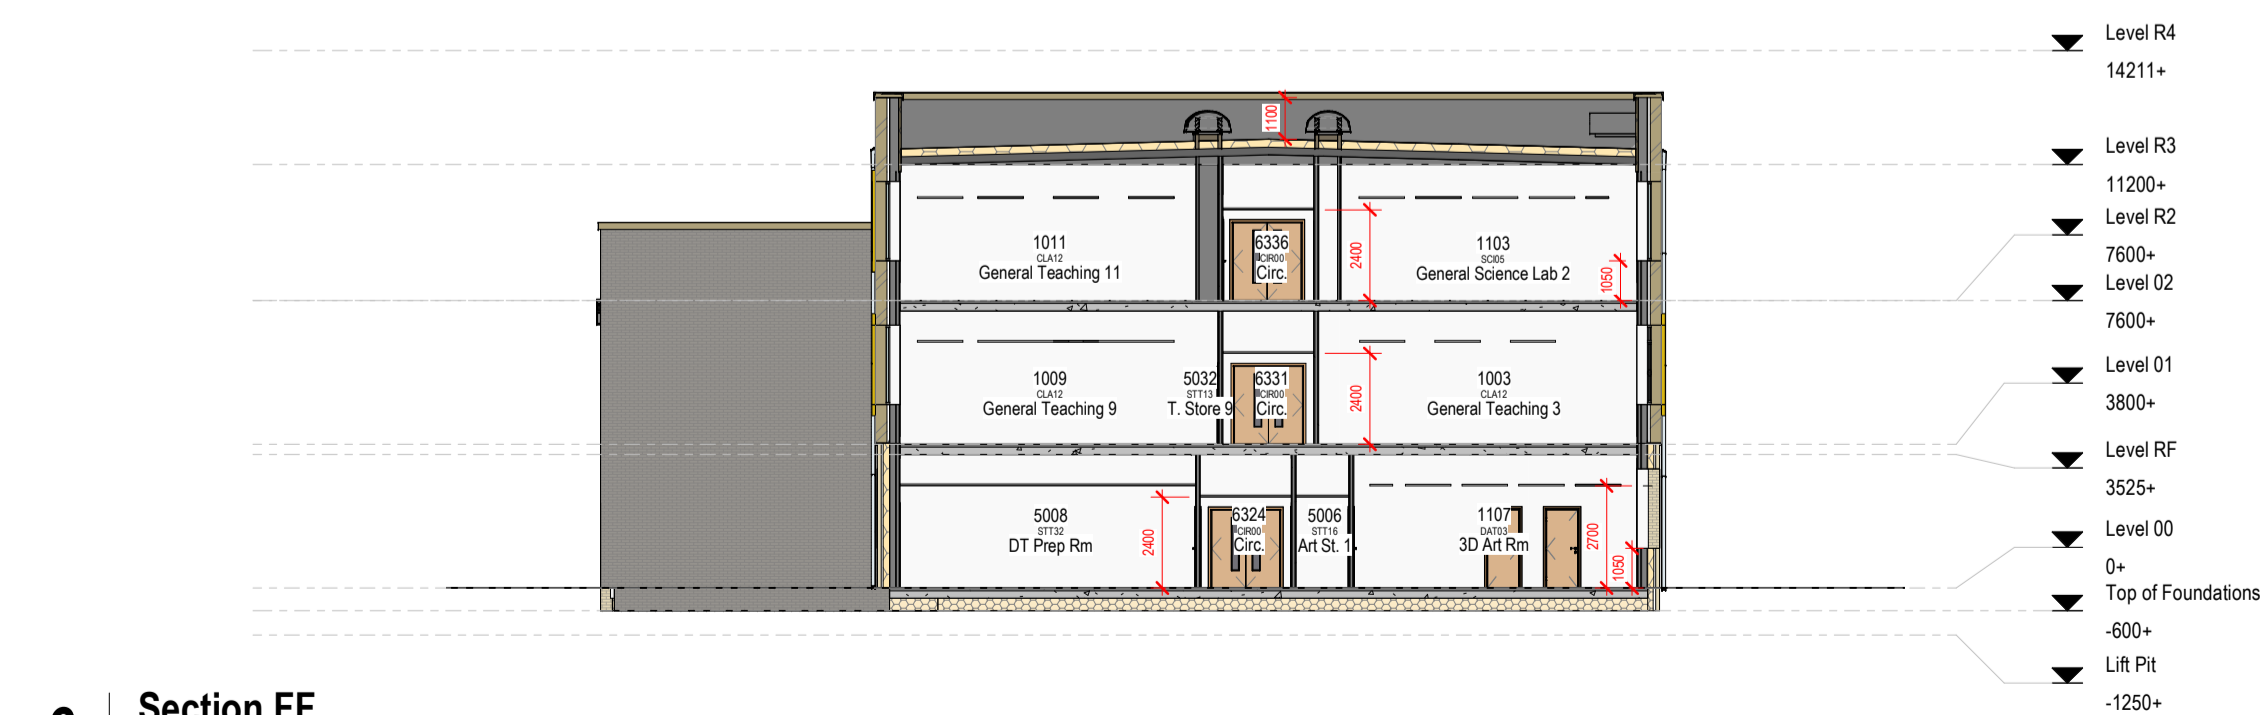 Level R4
14211+
1100
Level R3
11200+
Level R2
7600+
1011
CLA12
General Teaching 11
6336
CIR00
Circ.
2400
1103
SCI05
General Science Lab 2
1050
Level 02
7600+
Level 01
3800+
1009
CLA12
General Teaching 9
5032
STT13
T. Store 9
6331
CIR00
Circ.
2400
1003
CLA12
General Teaching 3
Level RF
3525+
5008
STT32
DT Prep Rm
2400
6324
CIR00
Circ.
5006
STT16
Art St. 1
1107
DAT03
3D Art Rm
2700
1050
Level 00
0+
Top of Foundations
-600+
Lift Pit
-1250+